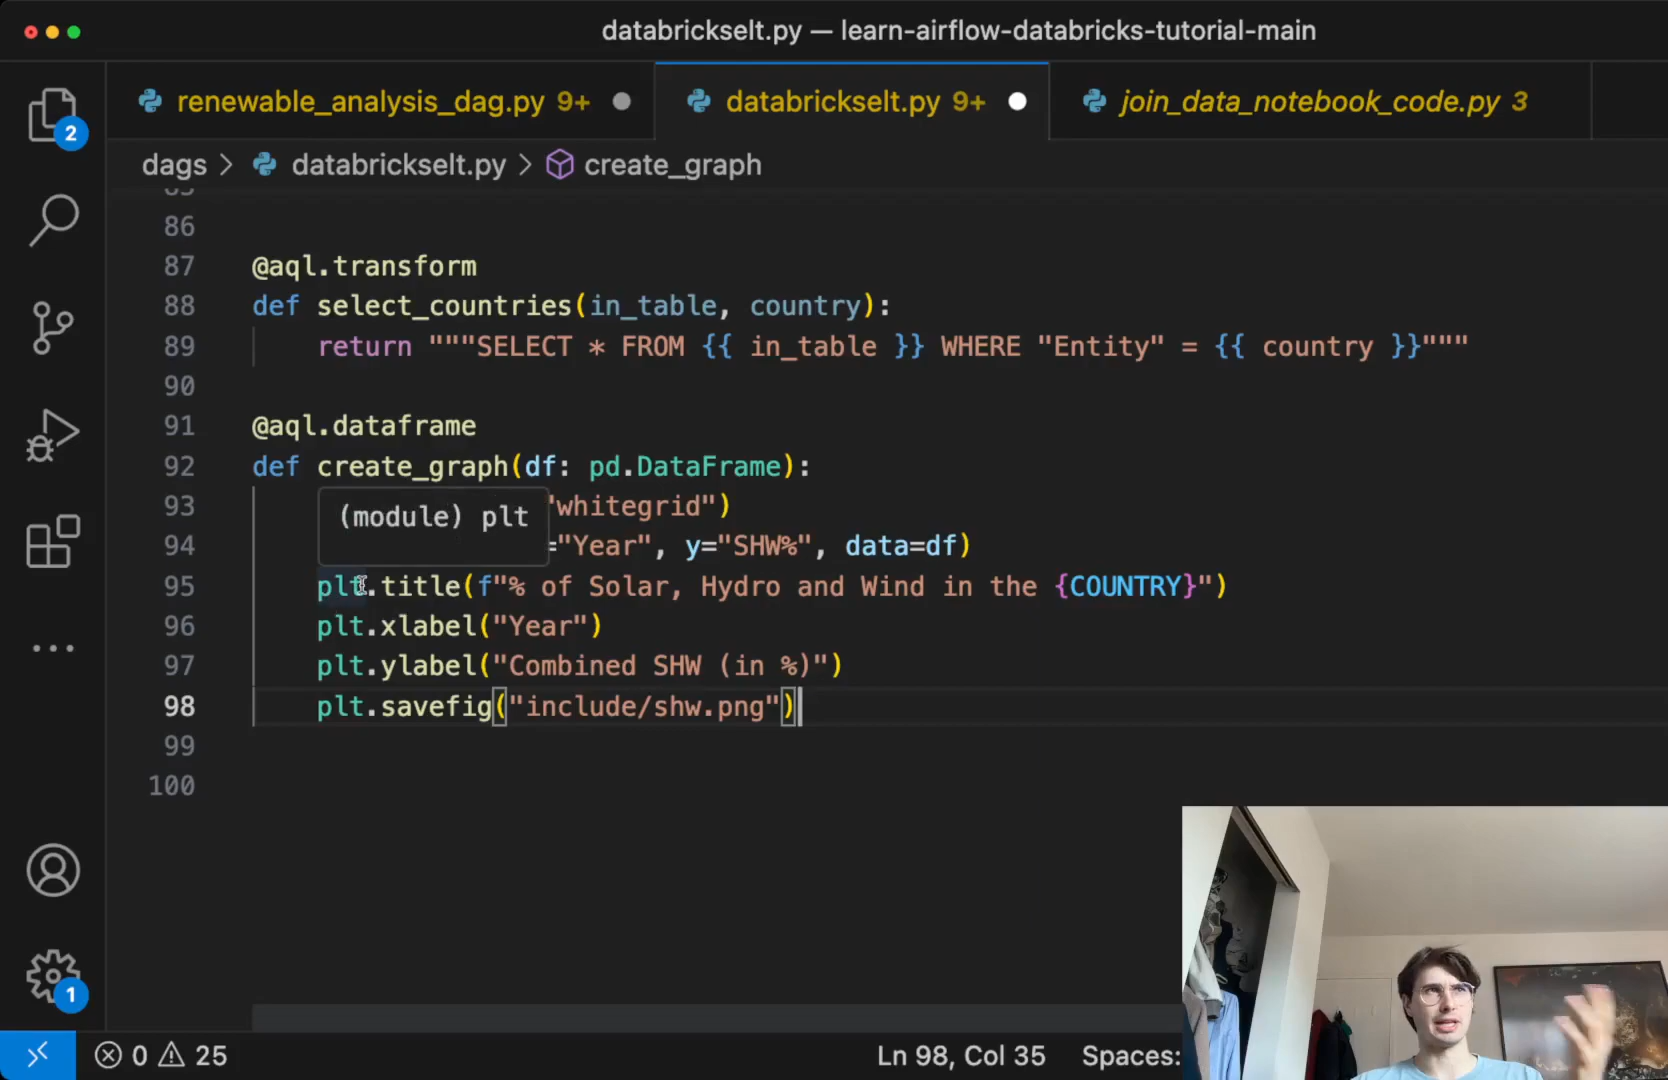 databrickselt.py — learn-airflow-databricks-tutorial-main
2
renewable_analysis_dag.py 9+
databrickselt.py 9+
join_data_notebook_code.py 3
dags > databrickselt.py > create_graph
85
86
87 @aql.transform
88 def select_countries(in_table, country):
89 return """SELECT * FROM {{ in_table }} WHERE "Entity" = {{ country }}"""
90
91 @aql.dataframe
92 def create_graph(df: pd.DataFrame):
93 "whitegrid")
(module) plt
94 ="Year", y="SHW%", data=df)
95 plt.title(f"% of Solar, Hydro and Wind in the {COUNTRY}")
96 plt.xlabel("Year")
97 plt.ylabel("Combined SHW (in %)")
98 plt.savefig("include/shw.png")
99
100
1
0 25
Ln 98, Col 35
Spaces: